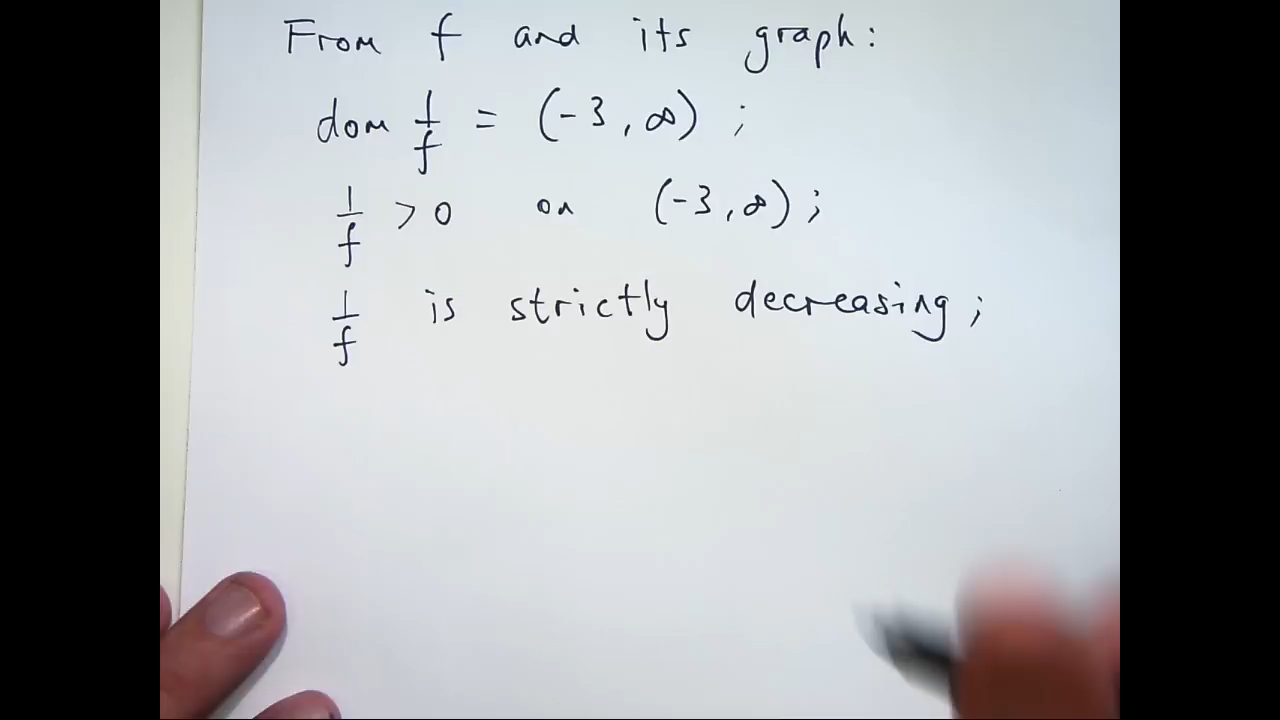 From f and its graph:
dom 1/f = (-3, ∞) ;
1/f > 0 on (-3, ∞) ;
1/f is strictly decreasing ;